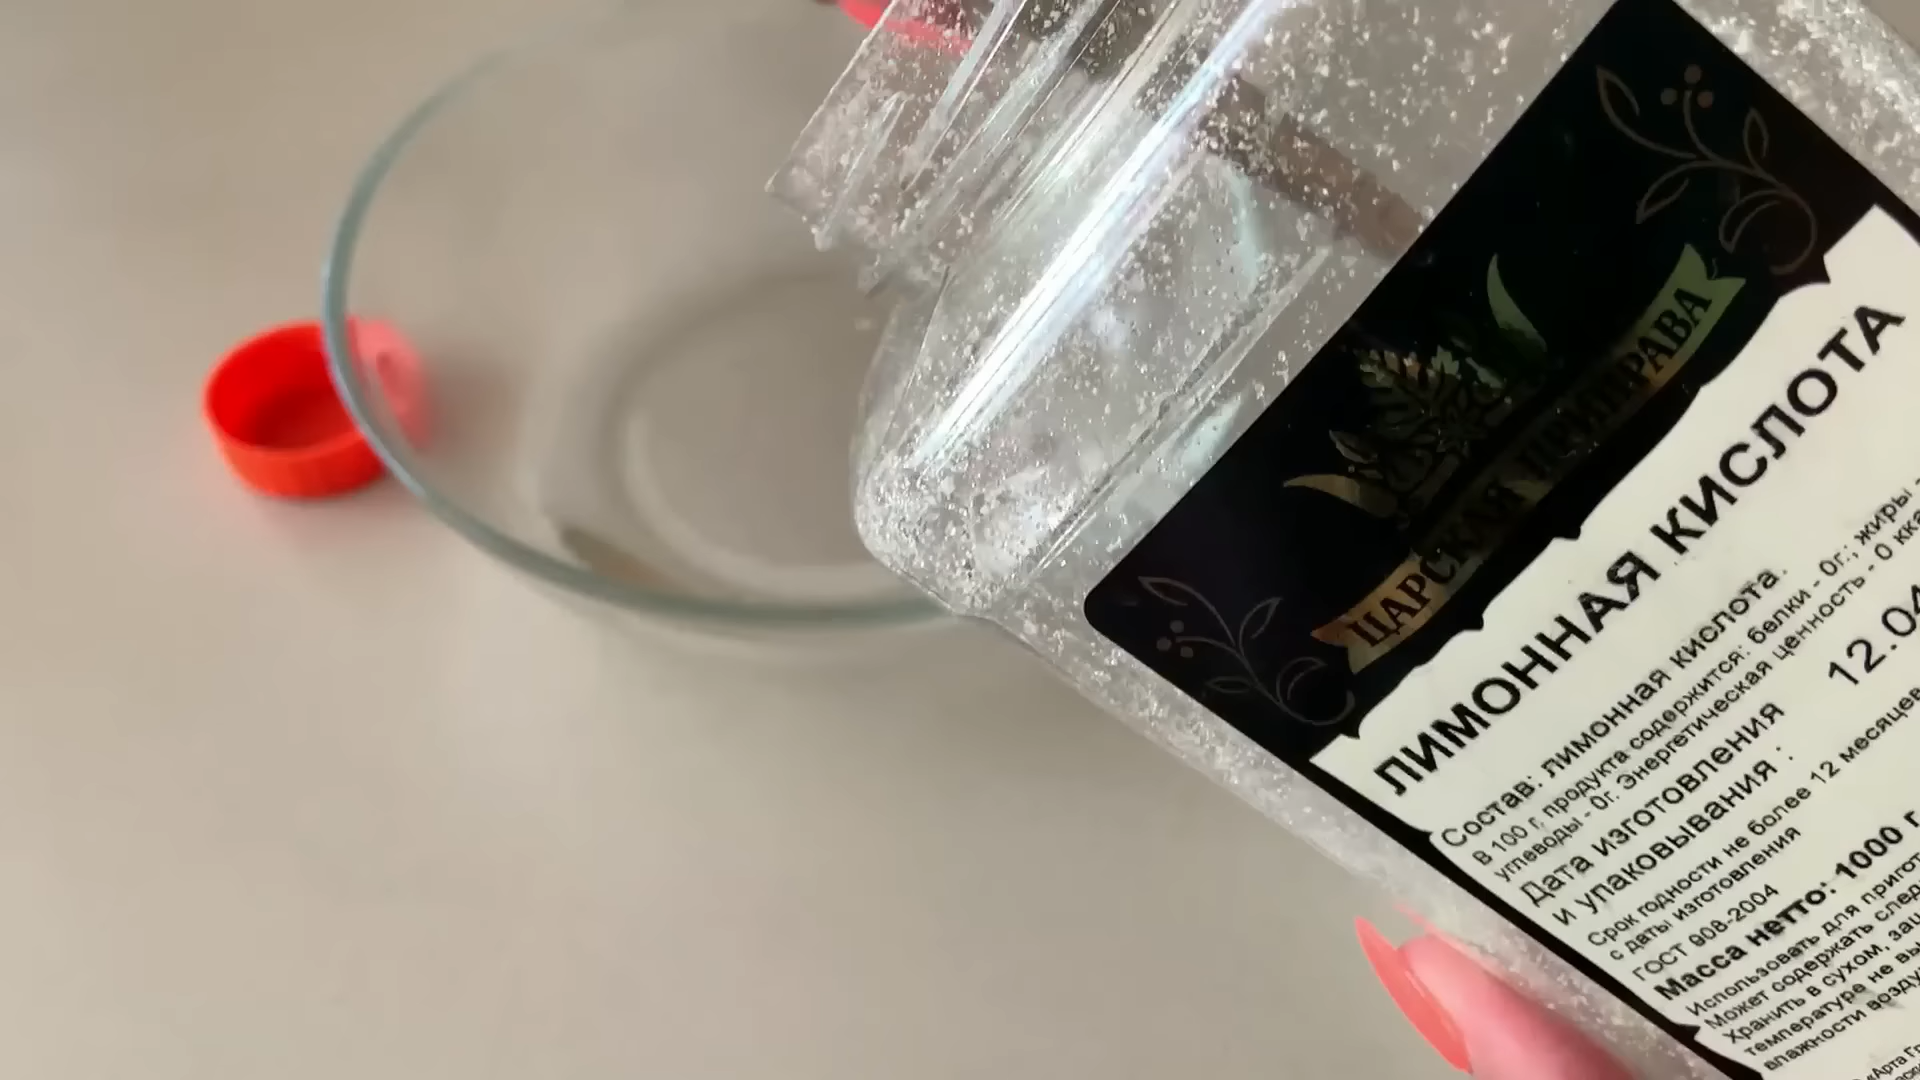 ЦАРСКАЯ ПРИПРАВА
ЛИМОННАЯ КИСЛОТА
Состав: лимонная кислота.
В 100 г. продукта содержится: белки - 0г.; жиры -
углеводы - 0г. Энергетическая ценность - 0 кка
Дата изготовления
и упаковывания : 12.04
Срок годности не более 12 месяцев
с даты изготовления
ГОСТ 908-2004
Масса нетто: 1000 г
Использовать для пригот
Может содержать след
Хранить в сухом, защ
температуре не вы
влажности возду
«Арта Г